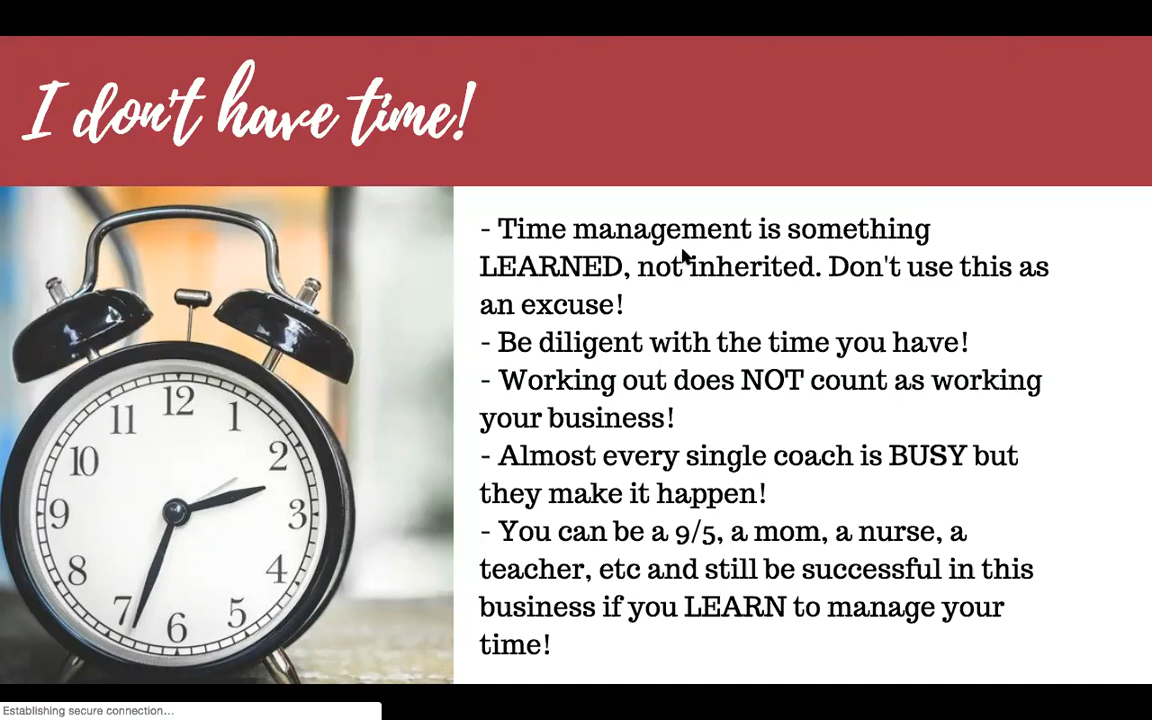 I don't have time!
- Time management is something
LEARNED, not inherited. Don't use this as
an excuse!
- Be diligent with the time you have!
- Working out does NOT count as working
your business!
- Almost every single coach is BUSY but
they make it happen!
- You can be a 9/5, a mom, a nurse, a
teacher, etc and still be successful in this
business if you LEARN to manage your
time!
12
1
2
3
4
5
6
7
8
9
10
11
Establishing secure connection...